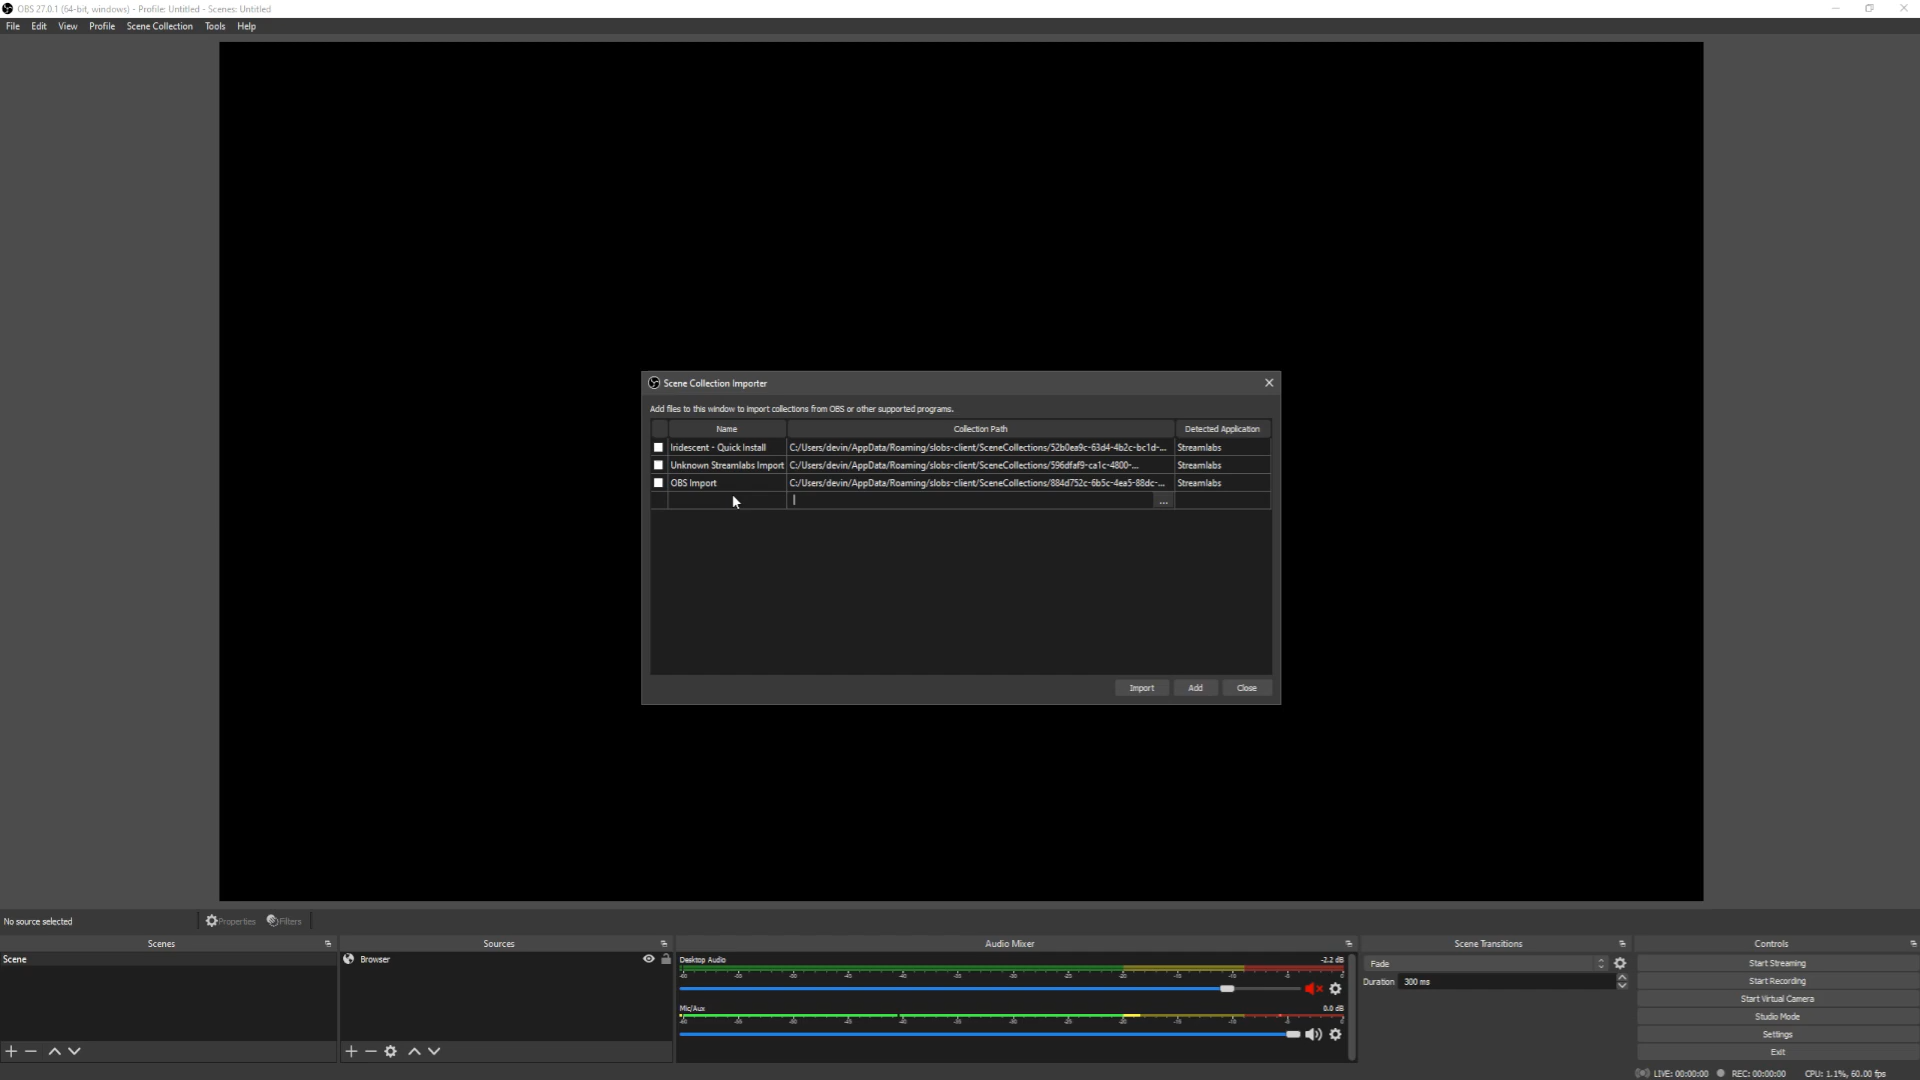 OBS 27.0.1 (64-bit, windows) - Profile: Untitled - Scenes: Untitled
File Edit View Profile Scene Collection Tools Help
Scene Collection Importer
Add files to this window to import collections from OBS or other supported programs.
Name Collection Path Detected Application
Iridescent - Quick Install C:/Users/devin/AppData/Roaming/slobs-client/SceneCollections/52b0ea9c-63d4-4b2c-bc1d-... Streamlabs
Unknown Streamlabs Import C:/Users/devin/AppData/Roaming/slobs-client/SceneCollections/596dfaf9-ca1c-4800-... Streamlabs
OBS Import C:/Users/devin/AppData/Roaming/slobs-client/SceneCollections/884d752c-6b5c-4ea5-88dc-... Streamlabs
...
Import Add Close
No source selected Properties Filters
Scenes Sources Audio Mixer Scene Transitions Controls
Scene Browser Desktop Audio -2.2 dB Fade Start Streaming
Duration 300 ms Start Recording
Start Virtual Camera
Mic/Aux 0.0 dB
Studio Mode
Settings
Exit
LIVE: 00:00:00 REC: 00:00:00 CPU: 1.1%, 60.00 fps